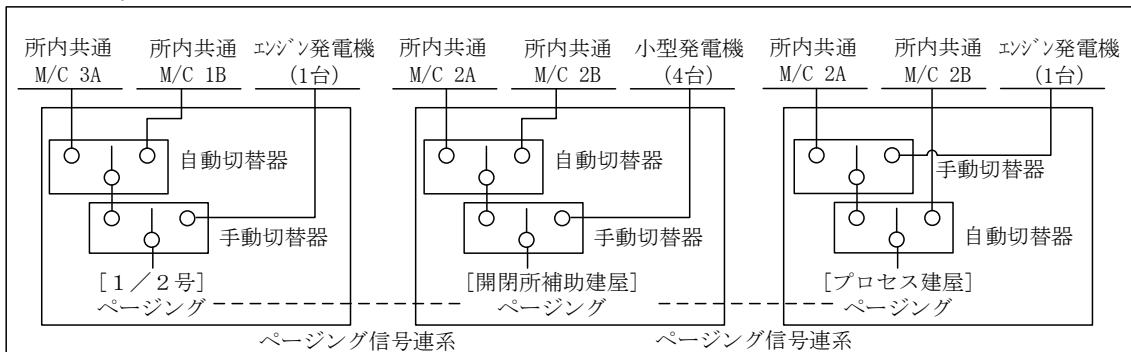 所内共通 所内共通 ｴﾝｼﾞﾝ発電機 所内共通 所内共通 小型発電機 所内共通 所内共通 ｴﾝｼﾞﾝ発電機
M/C 3A M/C 1B (1台) M/C 2A M/C 2B (4台) M/C 2A M/C 2B (1台)
自動切替器 自動切替器 手動切替器
手動切替器 手動切替器 自動切替器
[１／２号] [開閉所補助建屋] [プロセス建屋]
ページング ページング ページング
ページング信号連系 ページング信号連系